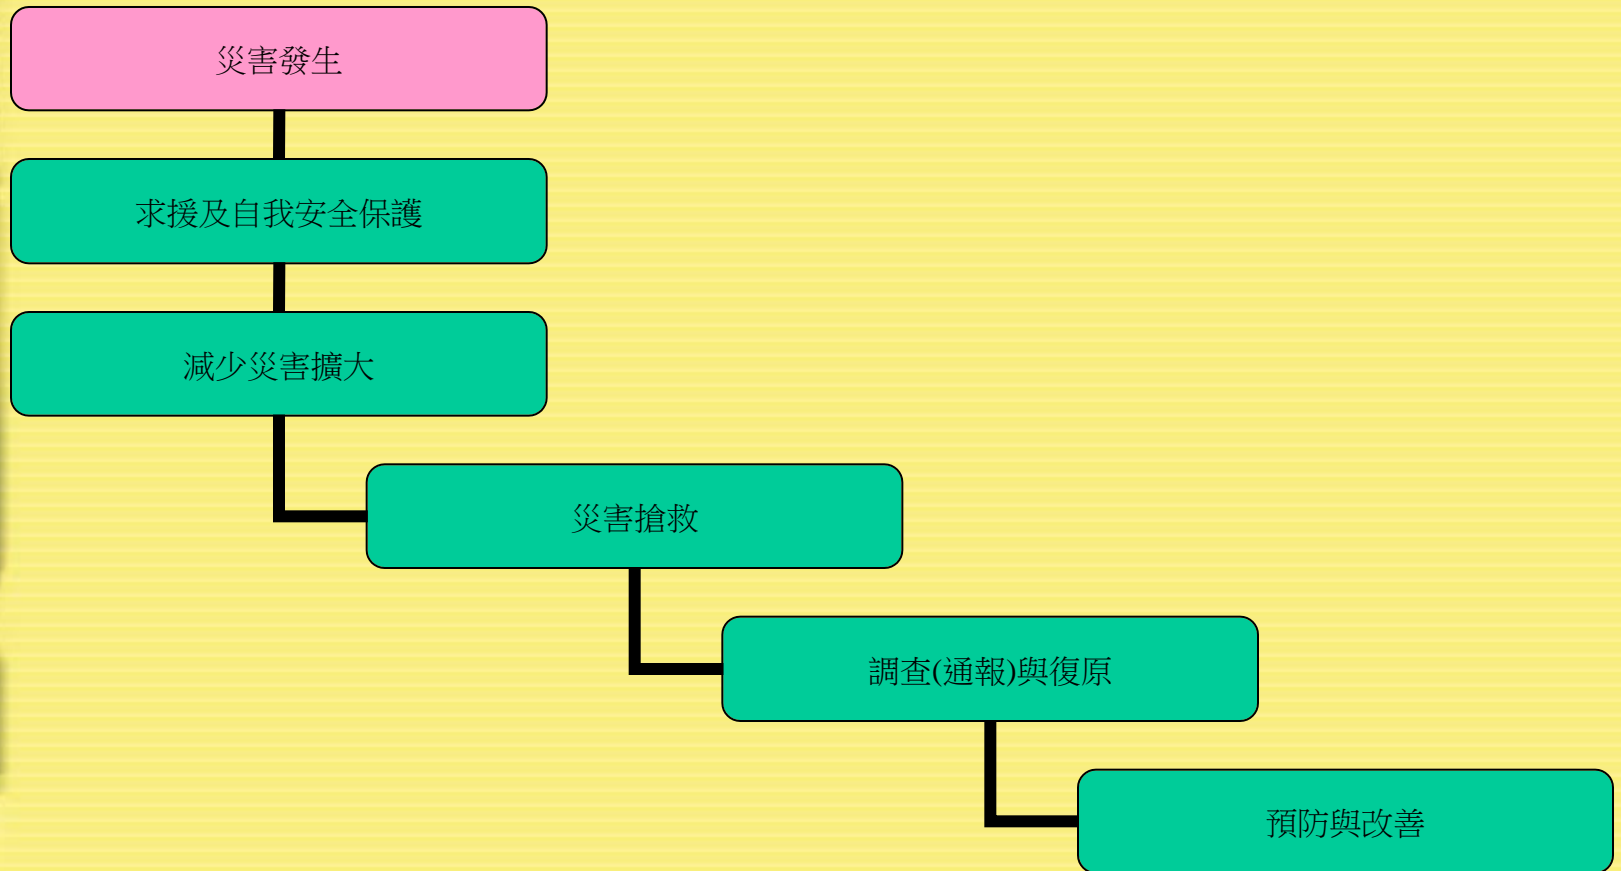 災害發生
求援及自我安全保護
減少災害擴大
災害搶救
調查(通報)與復原
預防與改善